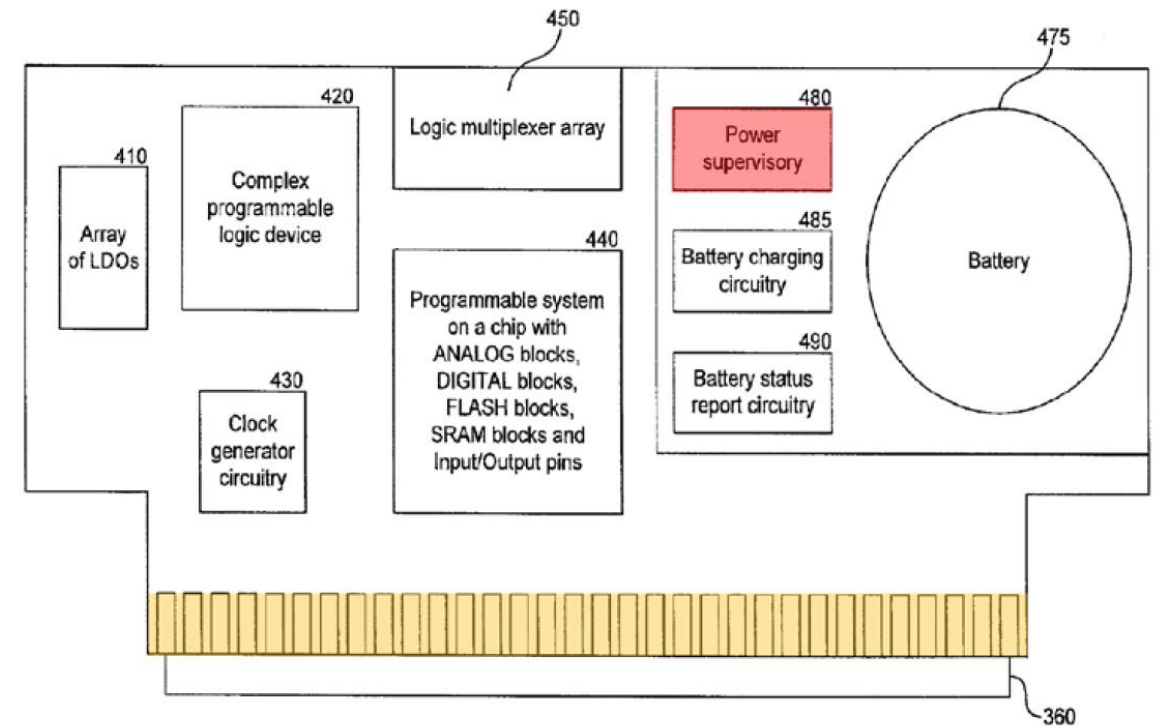 450
475
420
480
410
Logic multiplexer array
Power
supervisory
Complex
programmable
logic device
Array
of LDOs
485
Battery charging
circuitry
Battery
440
Programmable system
on a chip with
ANALOG blocks,
DIGITAL blocks,
FLASH blocks,
SRAM blocks and
Input/Output pins
490
Battery status
report circuitry
430
Clock
generator
circuitry
360